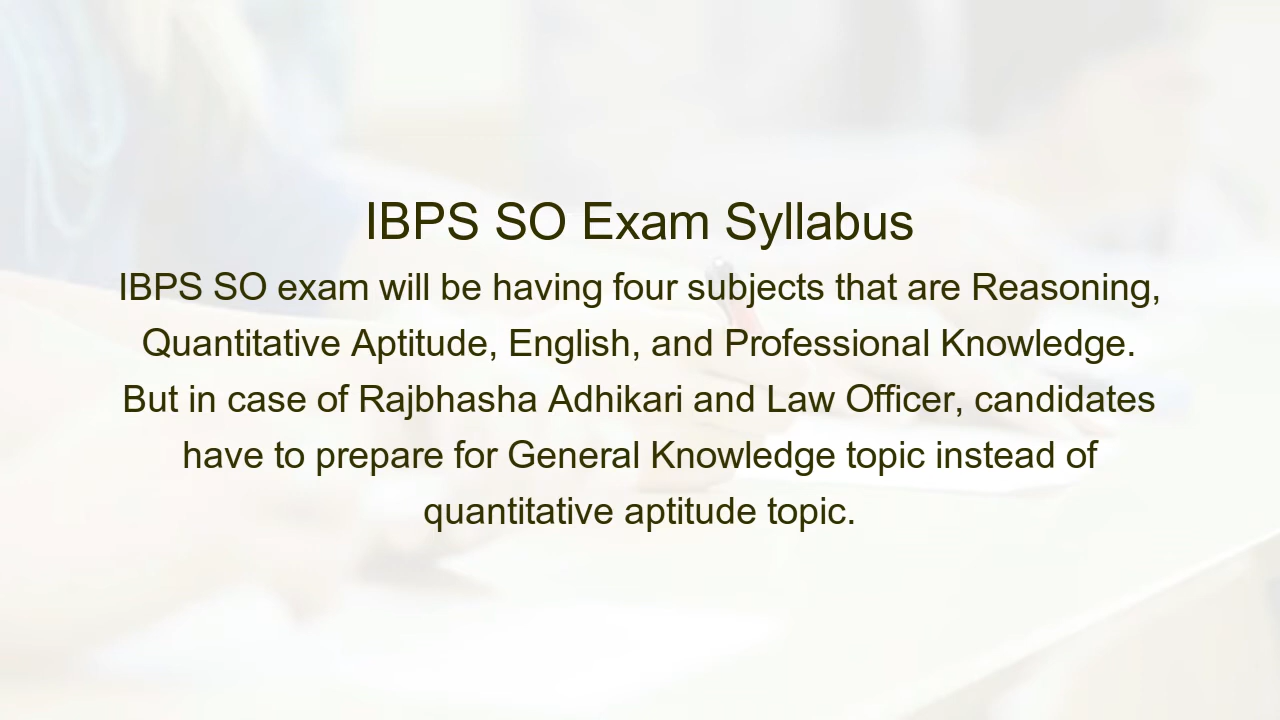 IBPS SO Exam Syllabus
IBPS SO exam will be having four subjects that are Reasoning,
Quantitative Aptitude, English, and Professional Knowledge.
But in case of Rajbhasha Adhikari and Law Officer, candidates
have to prepare for General Knowledge topic instead of
quantitative aptitude topic.